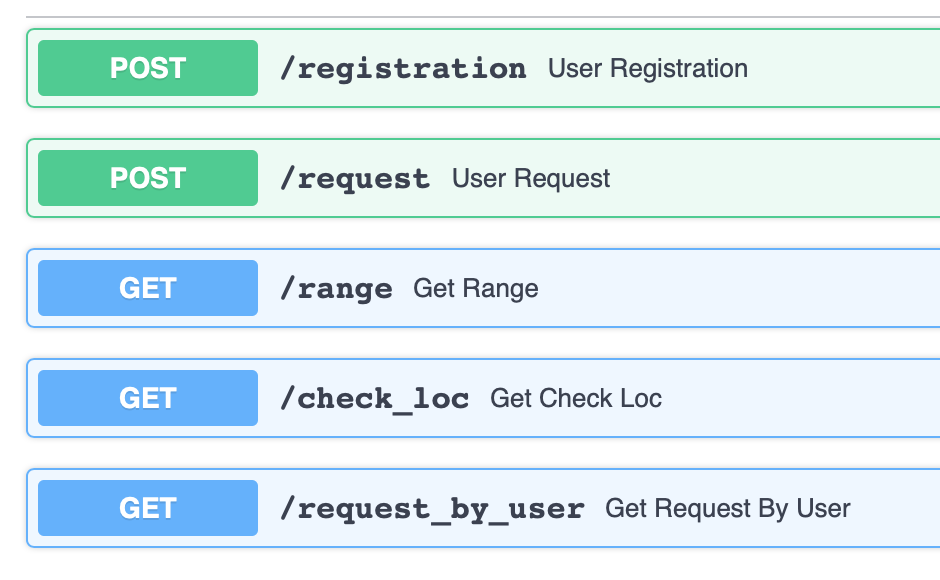 POST /registration User Registration
POST /request User Request
GET /range Get Range
GET /check_loc Get Check Loc
GET /request_by_user Get Request By User